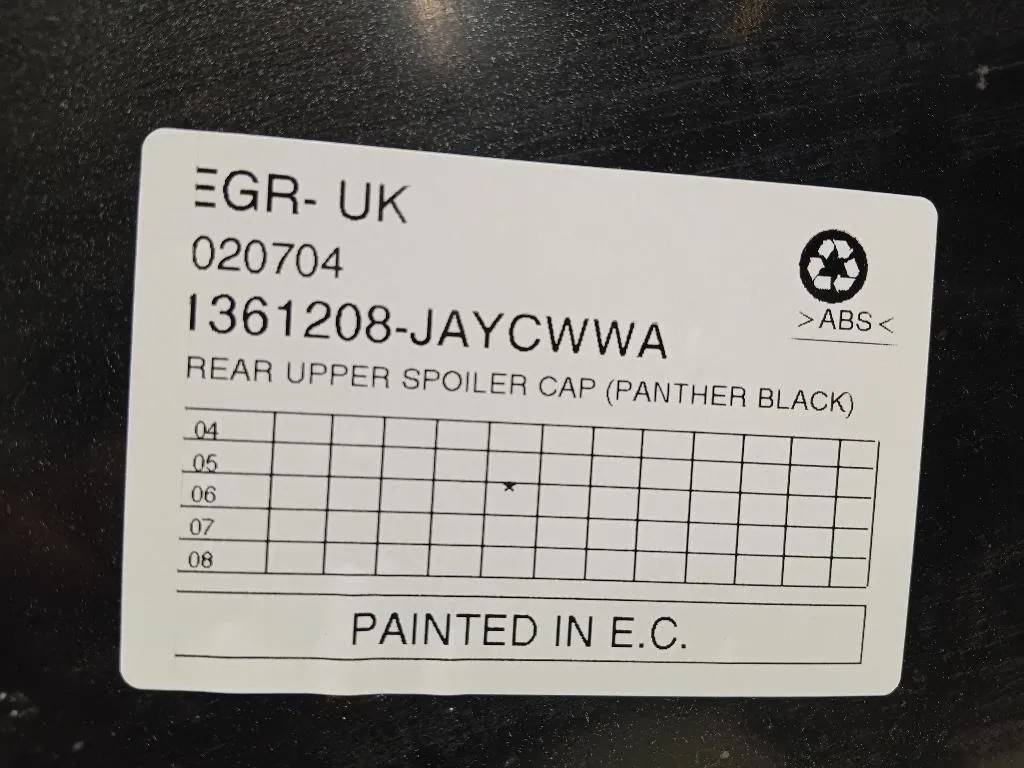 EGR- UK
020704
1361208-JAYCWWA
>ABS<
REAR UPPER SPOILER CAP (PANTHER BLACK)
04
05
06 *
07
08
PAINTED IN E.C.